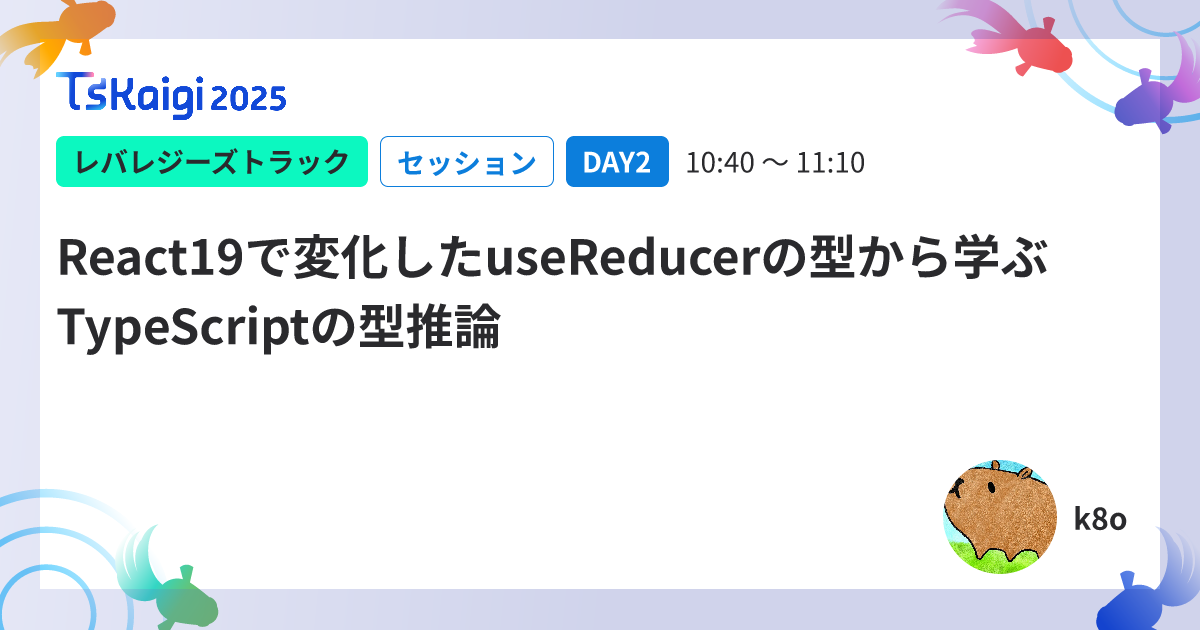 TSKaigi 2025
レバレジーズトラック セッション DAY2 10:40 〜 11:10
React19で変化したuseReducerの型から学ぶ
TypeScriptの型推論
k8o